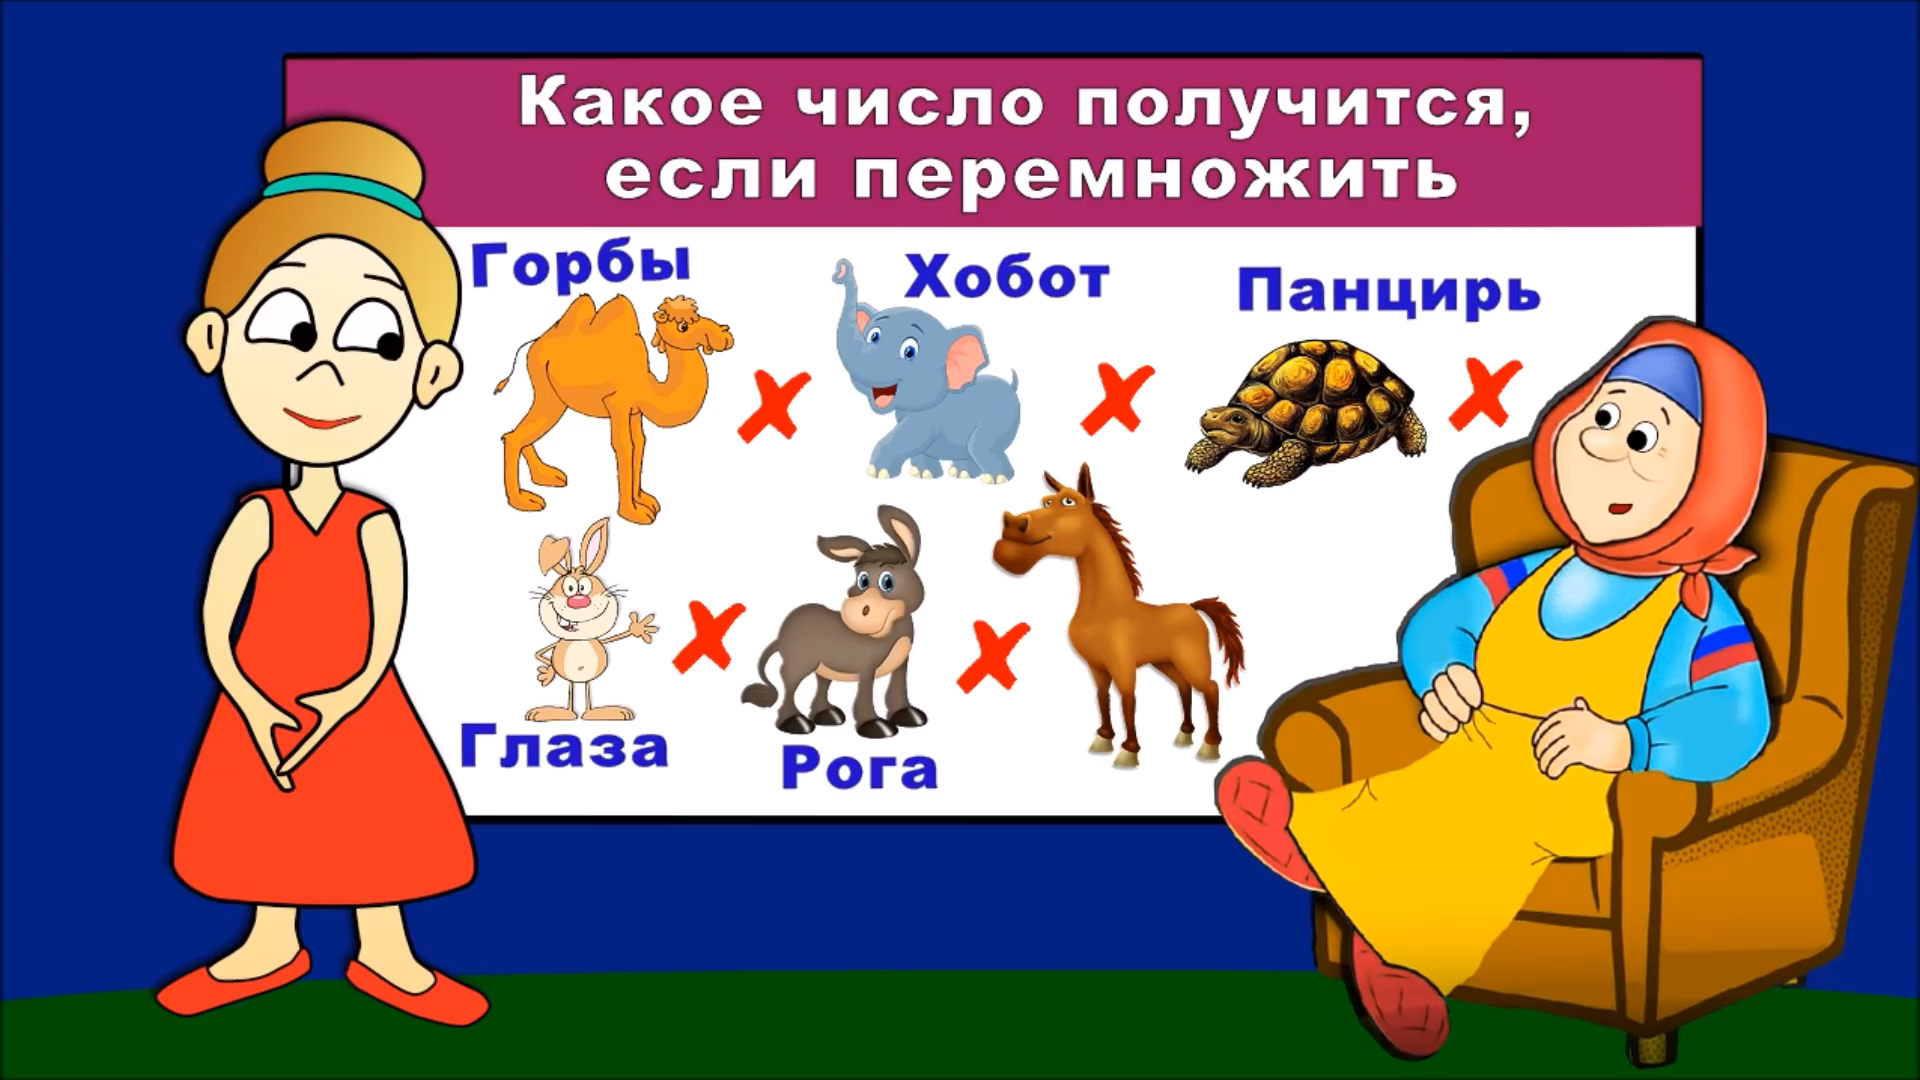 Какое число получится,
если перемножить
Горбы
Хобот
Панцирь
Глаза
Рога